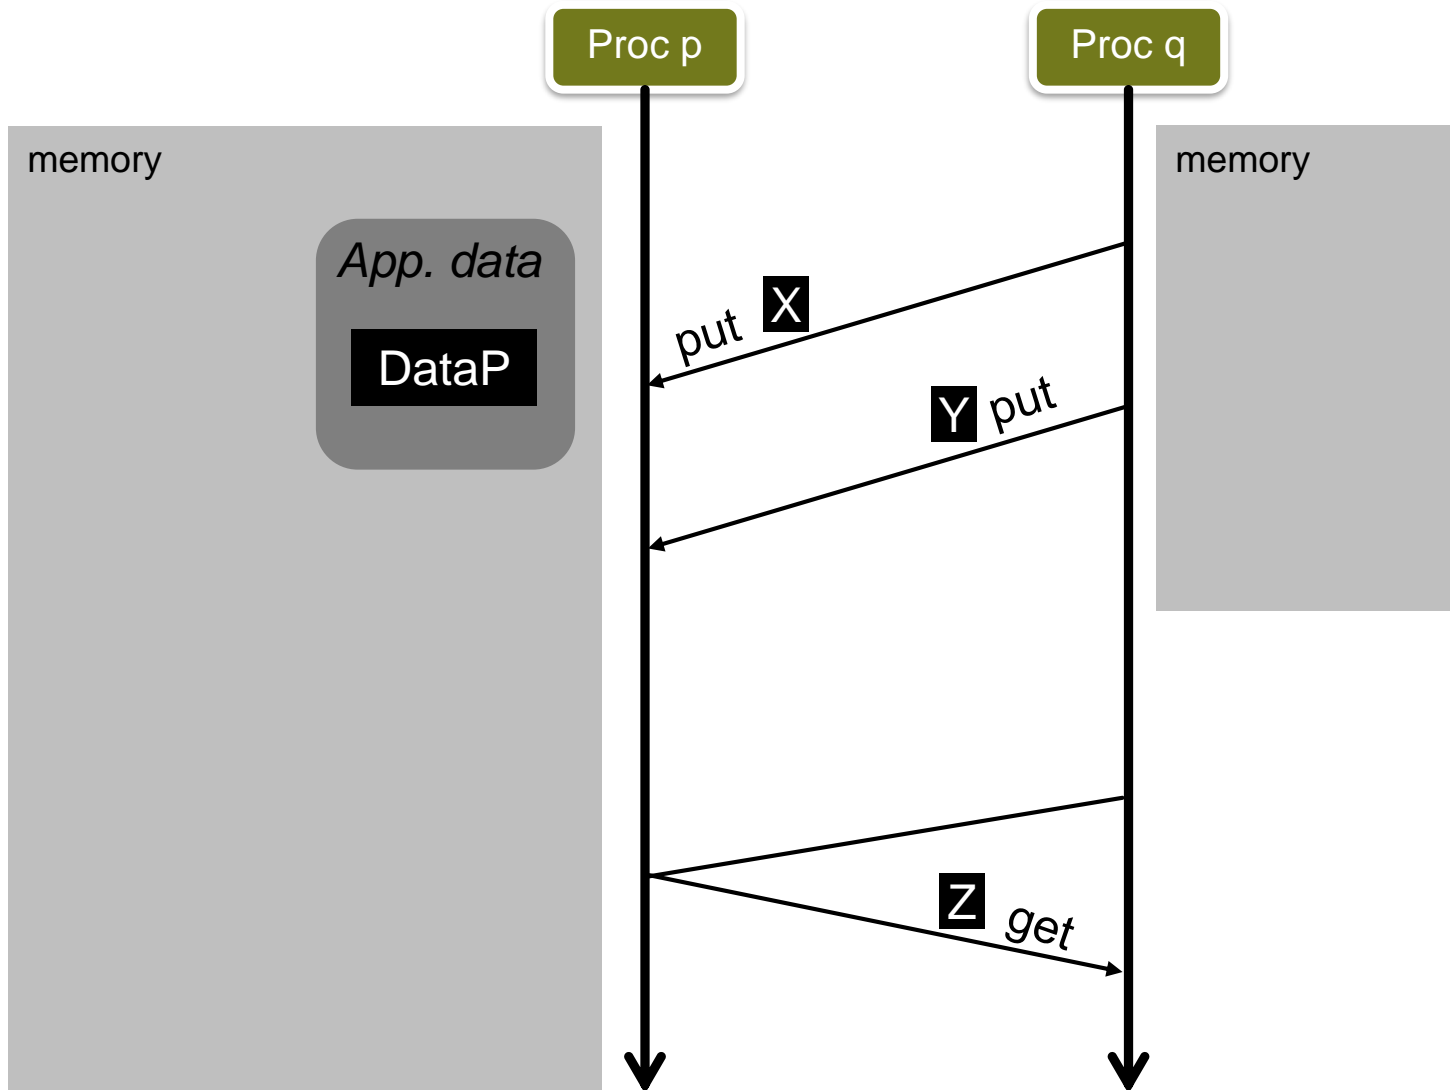 Proc p
Proc q
memory
memory
App. data
DataP
put X
Y put
Z get